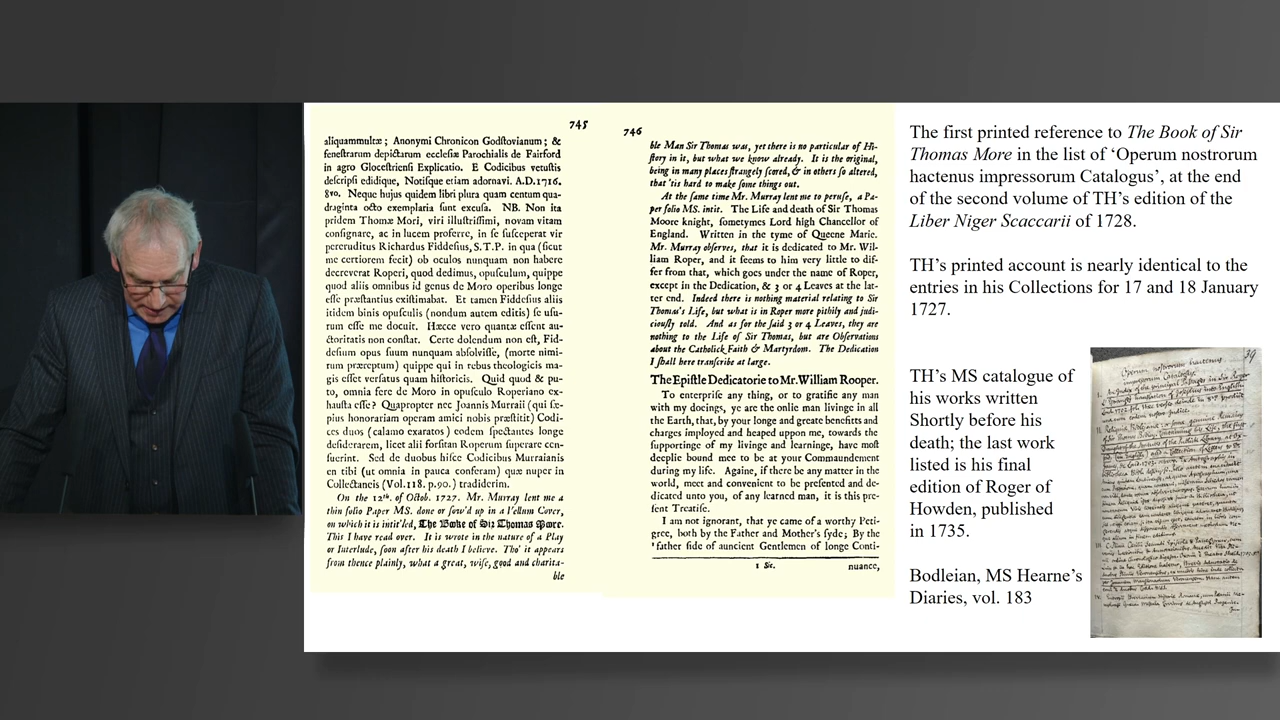 745
aliquammultæ; Anonymi Chronicon Godſtovianum; &
feneſtrarum depictarum eccleſiæ Parochialis de Fairford
in agro Gloceſtrienſi Explicatio. E Codicibus vetuſtis
deſcripſi edidique, Notiſque etiam adornavi. A.D.1716.
8vo. Neque hujus quidem libri plura quam centum qua-
draginta octo exemplaria ſunt excuſa. NB. Non ita
pridem Thomæ Mori, viri illuſtriſſimi, novam vitam
conſignare, ac in lucem proferre, in ſe ſuſceperat vir
pereruditus Richardus Fiddeſius, S.T.P. in qua (ſicut
me certiorem fecit) ob oculos nunquam non habere
decreverat Roperi, quod dedimus, opuſculum, quippe
quod aliis omnibus id genus de Moro operibus longe
eſſe præſtantius exiſtimabat. Et tamen Fiddeſius aliis
itidem binis opuſculis (nondum autem editis) ſe uſu-
rum eſſe me docuit. Hæcce vero quantæ eſſent au-
ctoritatis non conſtat. Certe dolendum non eſt, Fid-
deſium opus ſuum nunquam abſolviſſe, (morte nimi-
rum præreptum) quippe qui in rebus theologicis ma-
gis eſſet verſatus quam hiſtoricis. Quid quod & pu-
to, omnia fere de Moro in opuſculo Roperiano ex-
hauſta eſſe? Quapropter nec Joannis Murraii (qui ſæ-
pius honorariam operam amici nobis præſtitit) Codi-
ces duos (calamo exaratos) eodem ſpectantes longe
deſiderarem, licet alii forſitan Roperum ſuperare cen-
ſuerint. Sed de duobus hiſce Codicibus Murraianis
en tibi (ut omnia in pauca conferam) quæ nuper in
Collectaneis (Vol.118. p.90.) tradiderim.
On the 12th. of Octob. 1727. Mr. Murray lent me a
thin folio Paper MS. done or ſow'd up in a Vellum Cover,
on which it is intit'led, The Booke of Sir Thomas Moore.
This I have read over. It is wrote in the nature of a Play
or Interlude, ſoon after his death I believe. Tho' it appears
from thence plainly, what a great, wiſe, good and charita-
ble
746
ble Man Sir Thomas was, yet there is no particular of Hi-
ſtory in it, but what we know already. It is the original,
being in many places ſtrangely ſcored, & in others ſo altered,
that 'tis hard to make ſome things out.
At the ſame time Mr. Murray lent me to peruſe, a Pa-
per folio MS. intit. The Life and death of Sir Thomas
Moore knight, ſometymes Lord high Chancellor of
England. Written in the tyme of Queene Marie.
Mr. Murray obſerves, that it is dedicated to Mr. Wil-
liam Roper, and it ſeems to him very little to dif-
fer from that, which goes under the name of Roper,
except in the Dedication, & 3 or 4 Leaves at the lat-
ter end. Indeed there is nothing material relating to Sir
Thomas's Life, but what is in Roper more pithily and judi-
ciouſly told. And as for the ſaid 3 or 4 Leaves, they are
nothing to the Life of Sir Thomas, but are Obſervations
about the Catholick Faith & Martyrdom. The Dedication
I ſhall here tranſcribe at large.
The Epiſtle Dedicatorie to Mr. William Rooper.
To enterpriſe any thing, or to gratifie any man
with my docings, ye are the onlie man livinge in all
the Earth, that, by your longe and greate benefitts and
charges imployed and heaped upon me, towards the
ſupportinge of my livinge and learninge, have moſt
deeplie bound mee to be at your Commaundement
during my life. Againe, if there be any matter in the
world, meet and convenient to be preſented and de-
dicated unto you, of any learned man, it is this pre-
ſent Treatiſe.
I am not ignorant, that ye came of a worthy Peti-
gree, both by the Father and Mother's ſyde; By the
¹ father ſide of auncient Gentlemen of longe Conti-
1 Sic.
nuance,
The first printed reference to The Book of Sir
Thomas More in the list of ‘Operum nostrorum
hactenus impressorum Catalogus’, at the end
of the second volume of TH’s edition of the
Liber Niger Scaccarii of 1728.
TH’s printed account is nearly identical to the
entries in his Collections for 17 and 18 January
1727.
TH’s MS catalogue of
his works written
Shortly before his
death; the last work
listed is his final
edition of Roger of
Howden, published
in 1735.
Bodleian, MS Hearne’s
Diaries, vol. 183
39
Operum nostrorum hactenus
impressorum Catalogus.